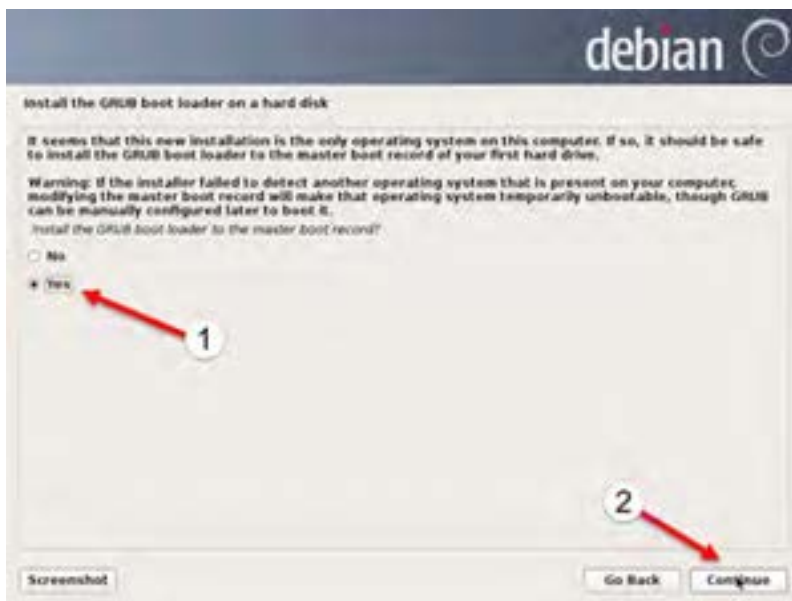 debian
Install the GRUB boot loader on a hard disk
It seems that this new installation is the only operating system on this computer. If so, it should be safe
to install the GRUB boot loader to the master boot record of your first hard drive.
Warning: If the installer failed to detect another operating system that is present on your computer,
modifying the master boot record will make that operating system temporarily unbootable, though GRUB
can be manually configured later to boot it.
Install the GRUB boot loader to the master boot record?
No
Yes
1
2
Screenshot
Go Back
Continue